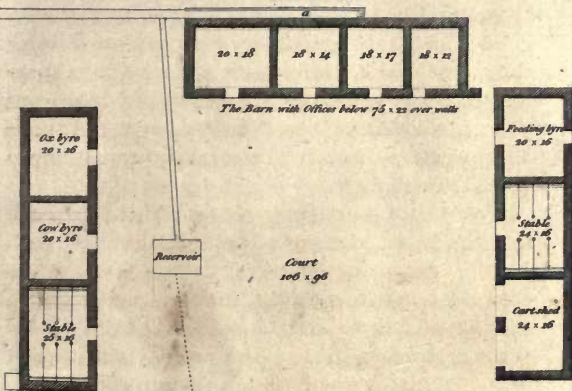 a
20 x 18
18 x 14
18 x 17
18 x 12
The Barn with Offices below 75 x 22 over walls
Ox byre
20 x 16
Cow byre
20 x 16
Stable
25 x 16
Reservoir
Court
106 x 96
Feeding byre
20 x 16
Stable
24 x 16
Cart shed
24 x 16